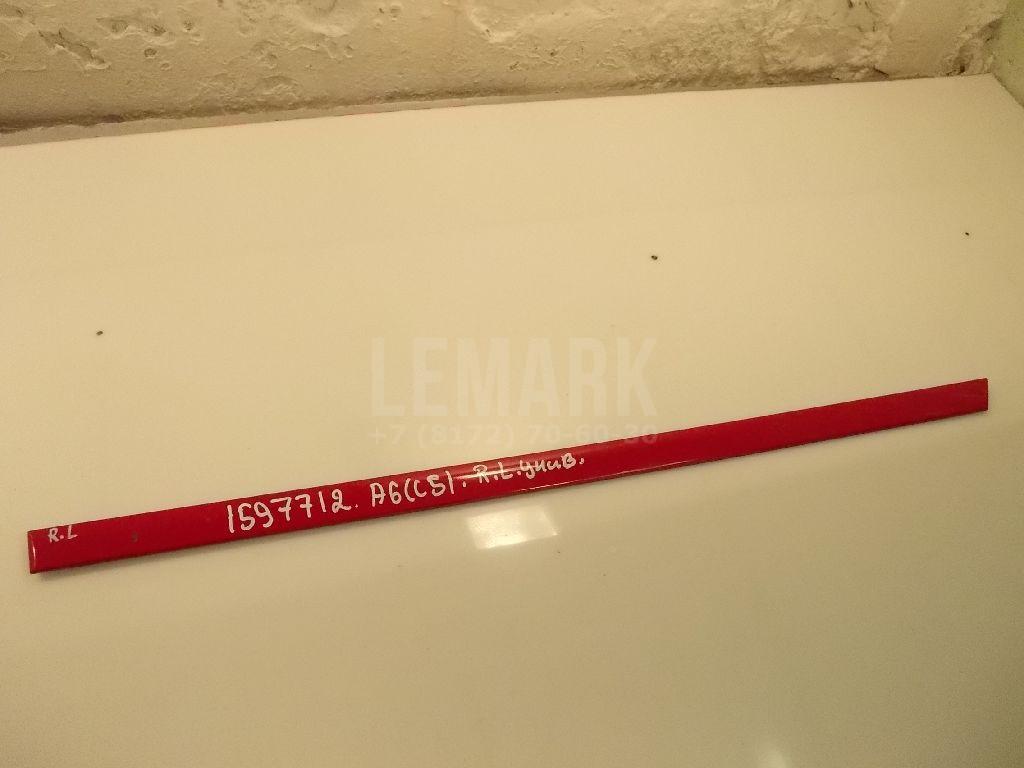 LEMARK
+7 (8172) 70-60-30
1597712. A6(C5). R.L. унив.
R.L